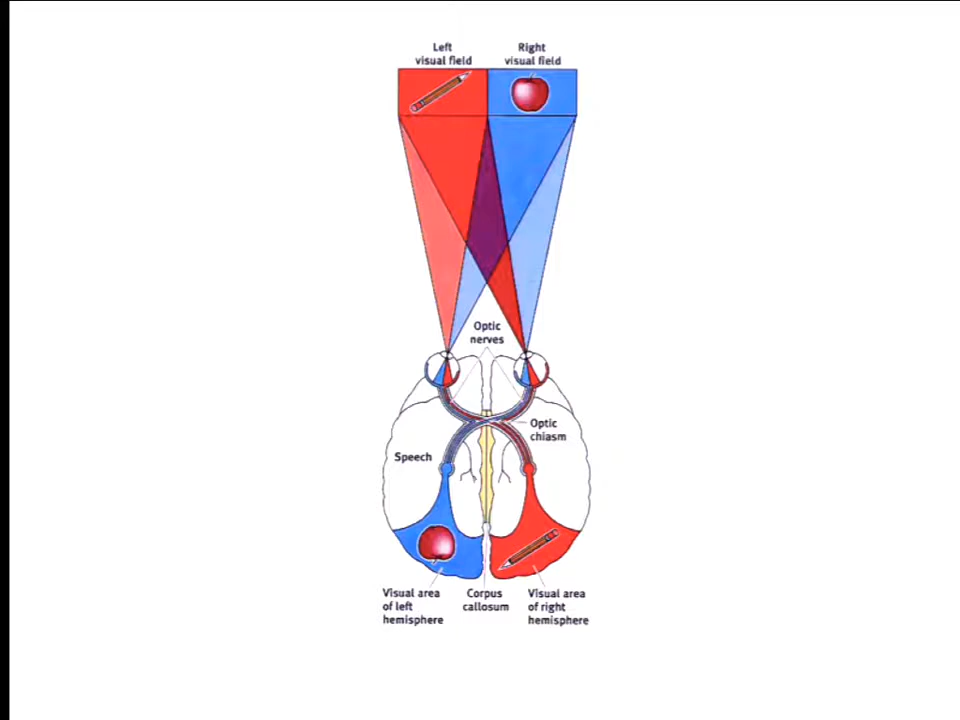 Left
visual field
Right
visual field
Optic
nerves
Optic
chiasm
Speech
Visual area
of left
hemisphere
Corpus
callosum
Visual area
of right
hemisphere